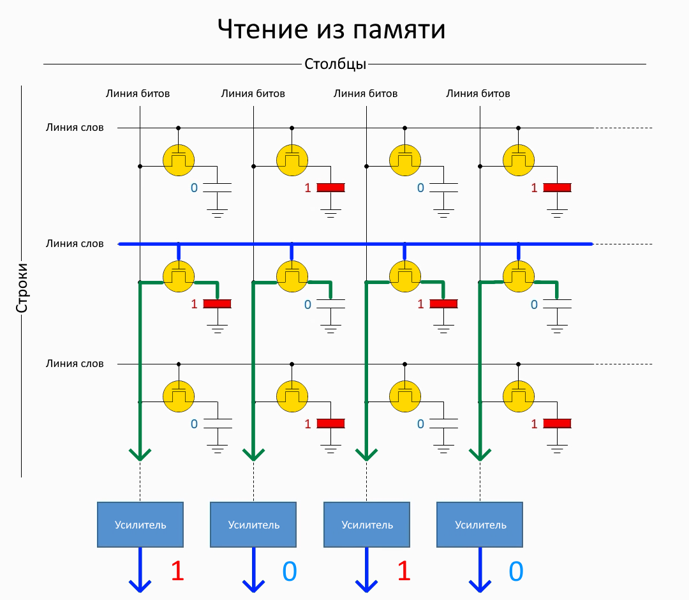 Чтение из памяти
Столбцы
Линия битов Линия битов Линия битов Линия битов
Линия слов
0 1 0 1
Линия слов
Строки
1 0 1 0
Линия слов
0 1 0 1
Усилитель Усилитель Усилитель Усилитель
1 0 1 0